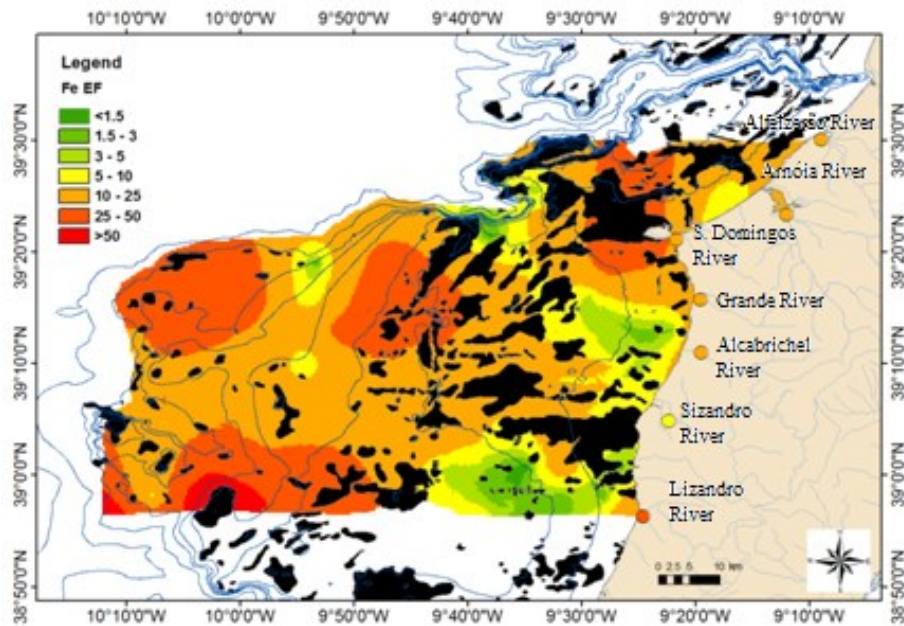 10°10'0"W 10°0'0"W 9°50'0"W 9°40'0"W 9°30'0"W 9°20'0"W 9°10'0"W
Legend
Fe EF
<1.5
1.5 - 3
3 - 5
5 - 10
10 - 25
25 - 50
>50
39°30'0"N
39°20'0"N
39°10'0"N
39°0'0"N
38°50'0"N
39°30'0"N
39°20'0"N
39°10'0"N
39°0'0"N
38°50'0"N
Arnóia River
S. Domingos
River
Grande River
Alcabrichel
River
Sizandro
River
Lizandro
River
0 2.5 5 10 km
10°10'0"W 10°0'0"W 9°50'0"W 9°40'0"W 9°30'0"W 9°20'0"W 9°10'0"W